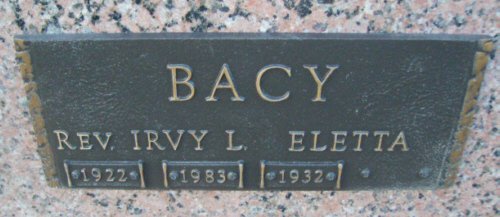 BACY
REV. IRVY L. ELETTA
1922 1983 1932